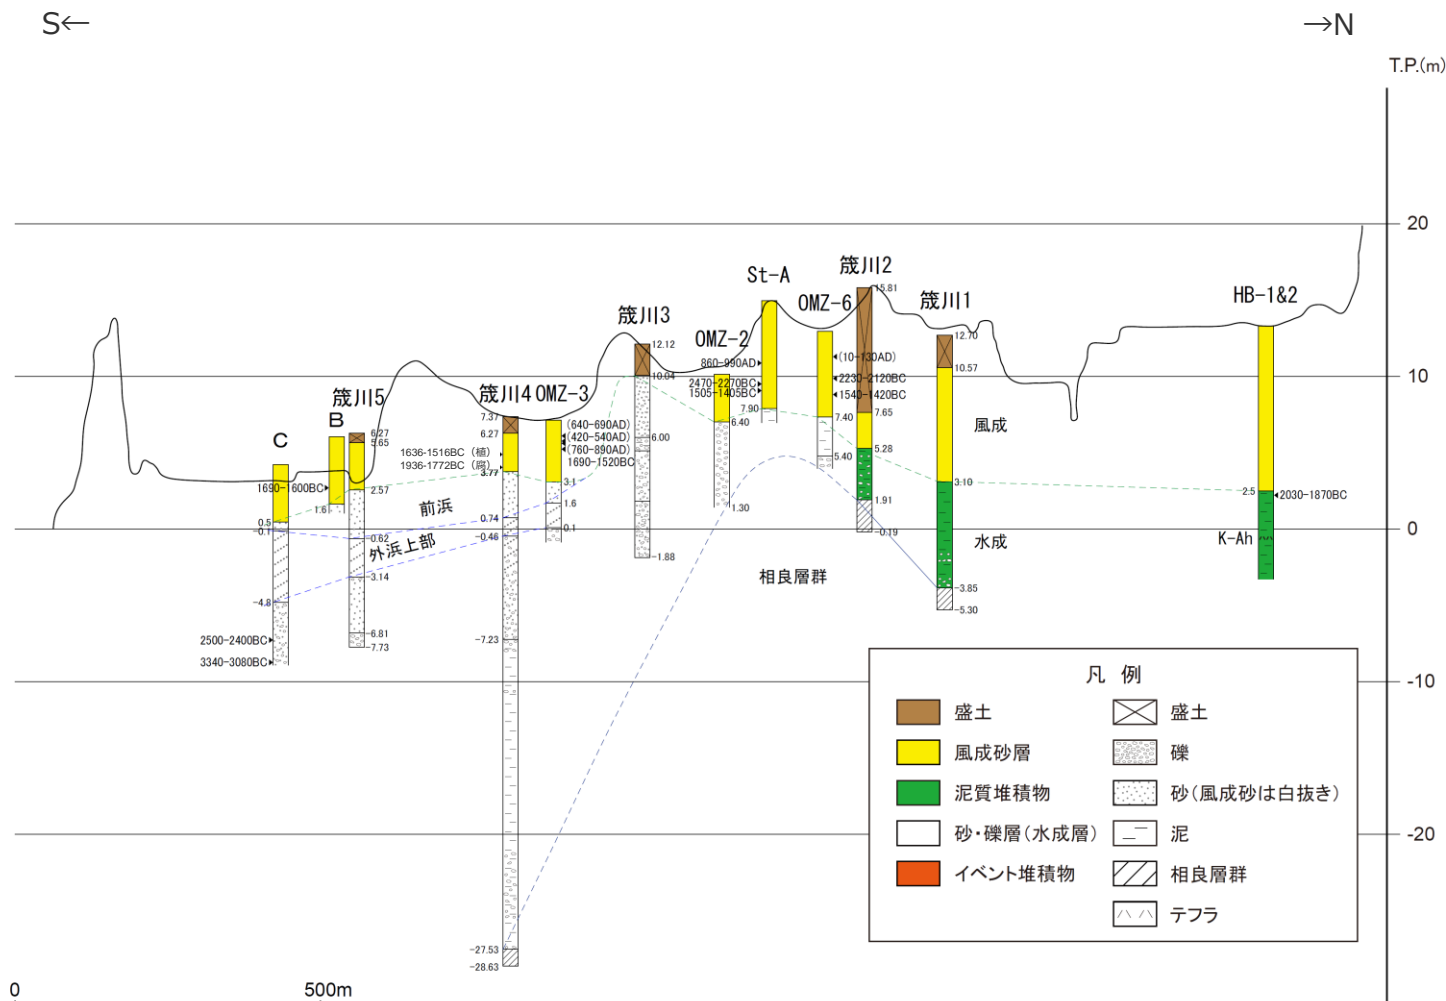 S←
→N
T.P.(m)
20
10
0
-10
-20
C
0.5
-0.1
-4.8
2500-2400BC
3340-3080BC
B
1690-1600BC
1.6
筬川5
6.27
5.65
2.57
-0.62
-3.14
-6.81
-7.73
前浜
外浜上部
筬川4
7.37
6.27
1636-1516BC (植)
1936-1772BC (腐)
3.77
0.74
-0.46
-7.23
-27.53
-28.63
OMZ-3
(640-690AD)
(420-540AD)
(760-890AD)
1690-1520BC
3.1
1.6
0.1
筬川3
12.12
10.04
6.00
-1.88
OMZ-2
6.40
1.30
St-A
860-990AD
2470-2270BC
1505-1405BC
7.90
OMZ-6
(10-130AD)
2230-2120BC
1540-1420BC
7.40
5.40
筬川2
15.81
7.65
5.28
1.91
-0.19
筬川1
12.70
10.57
3.10
-3.85
-5.30
風成
水成
相良層群
HB-1&2
2.5
2030-1870BC
K-Ah
凡 例
盛土
風成砂層
泥質堆積物
砂・礫層(水成層)
イベント堆積物
盛土
礫
砂(風成砂は白抜き)
泥
相良層群
テフラ
0
500m